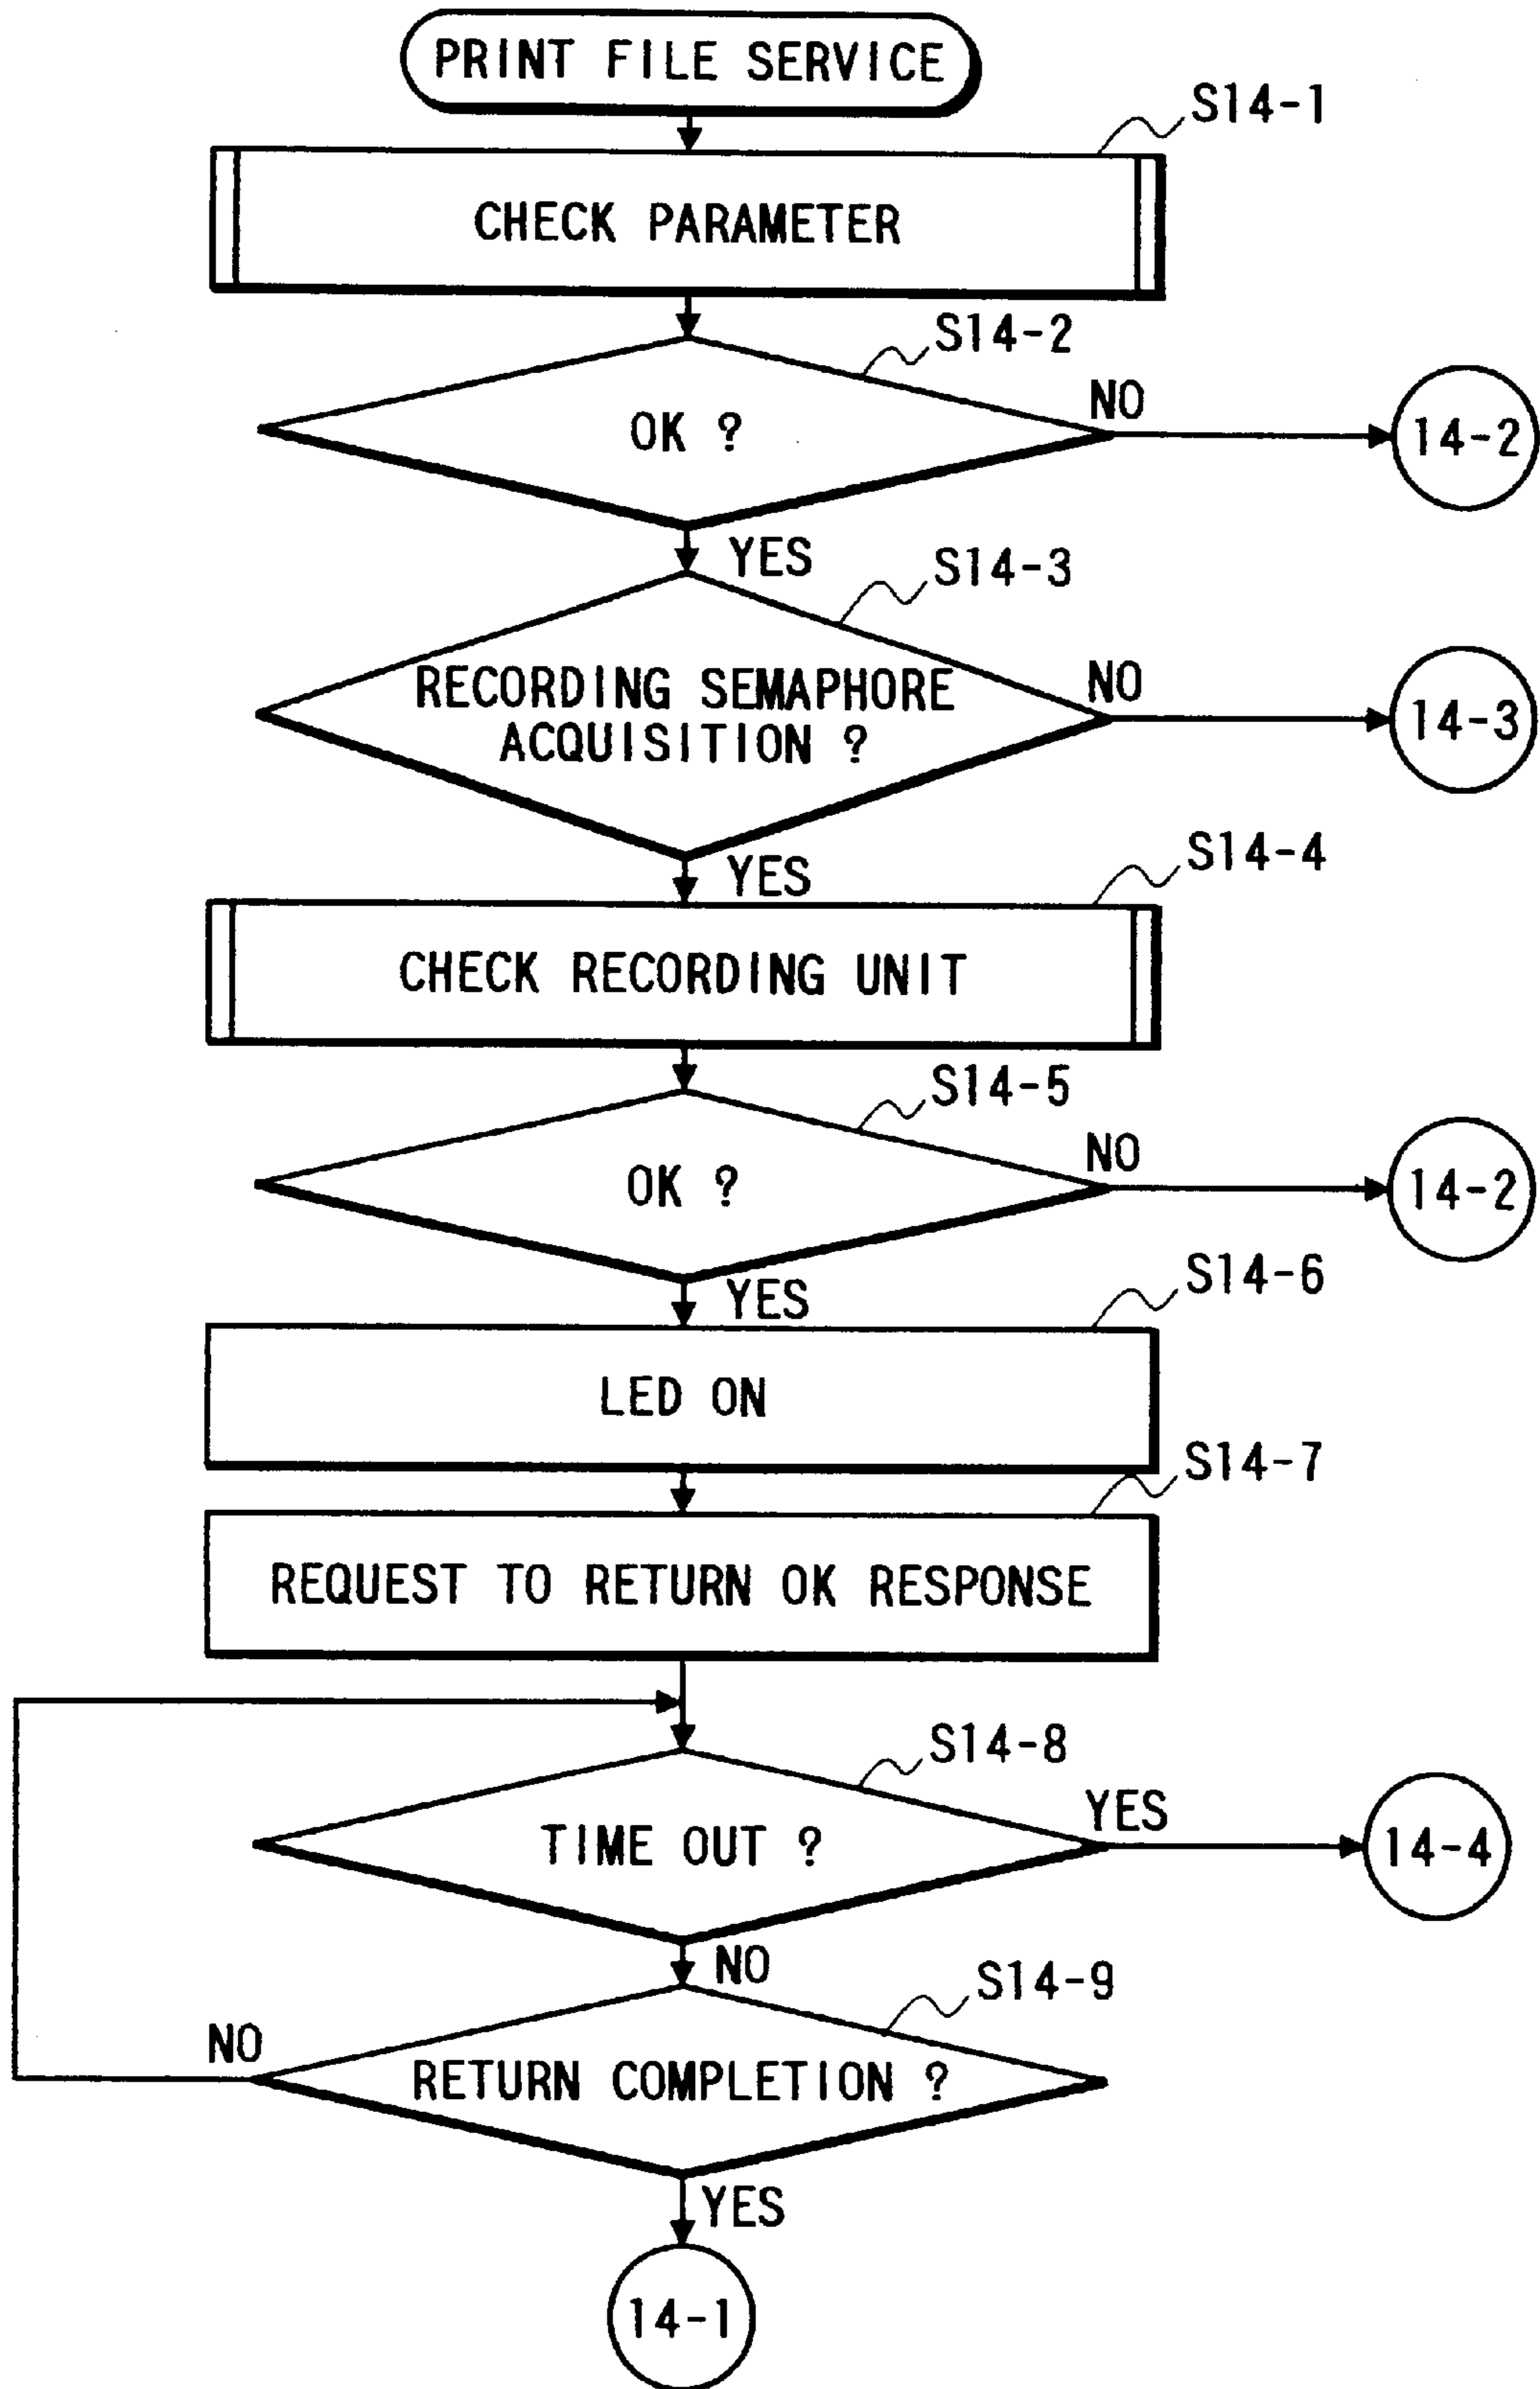 PRINT FILE SERVICE
S14-1
CHECK PARAMETER
S14-2
OK ?
NO
14-2
YES
S14-3
RECORDING SEMAPHORE
ACQUISITION ?
NO
14-3
YES
S14-4
CHECK RECORDING UNIT
S14-5
OK ?
NO
14-2
YES
S14-6
LED ON
S14-7
REQUEST TO RETURN OK RESPONSE
S14-8
TIME OUT ?
YES
14-4
NO
S14-9
RETURN COMPLETION ?
NO
YES
14-1